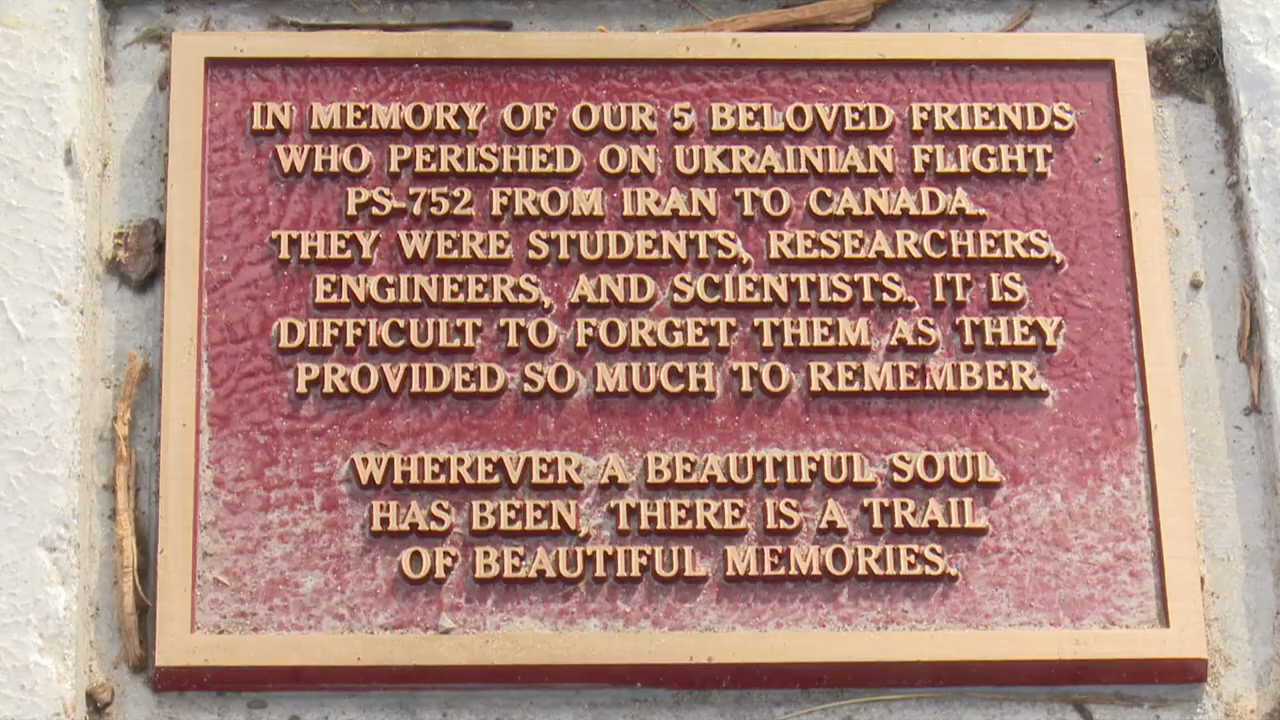 IN MEMORY OF OUR 5 BELOVED FRIENDS
WHO PERISHED ON UKRAINIAN FLIGHT
PS-752 FROM IRAN TO CANADA.
THEY WERE STUDENTS, RESEARCHERS,
ENGINEERS, AND SCIENTISTS. IT IS
DIFFICULT TO FORGET THEM AS THEY
PROVIDED SO MUCH TO REMEMBER.
WHEREVER A BEAUTIFUL SOUL
HAS BEEN, THERE IS A TRAIL
OF BEAUTIFUL MEMORIES.